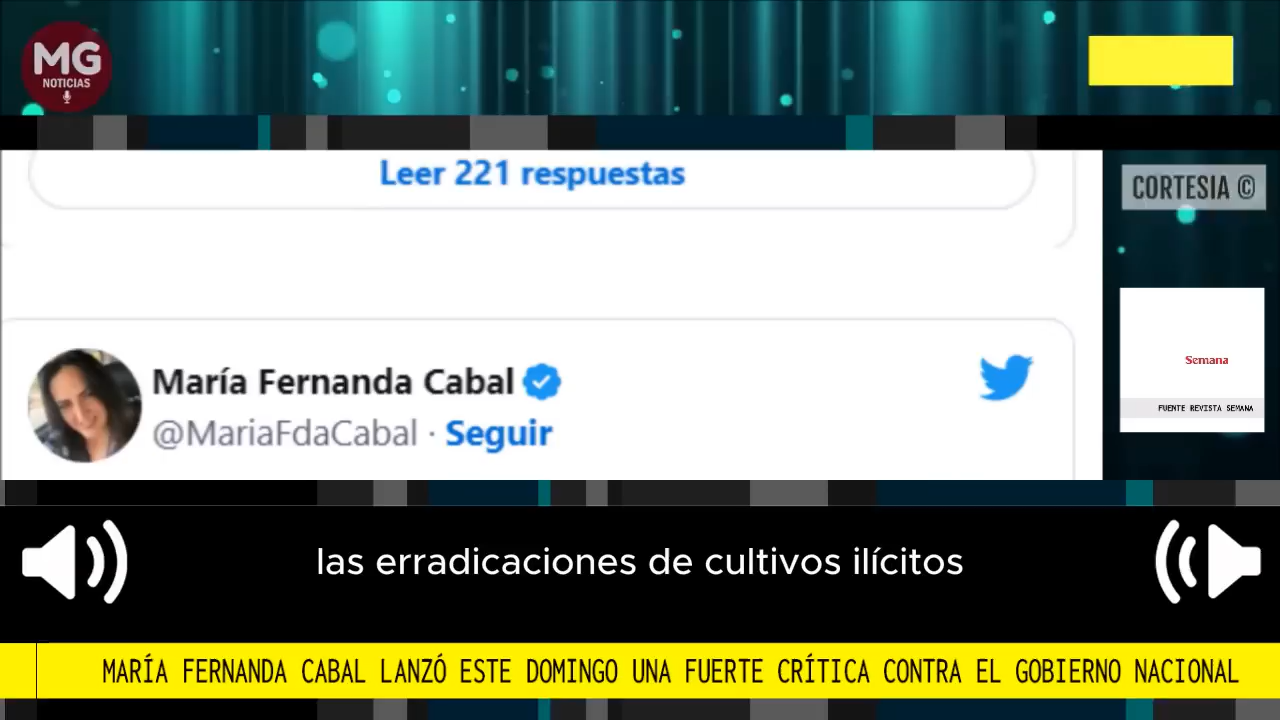 MG
NOTICIAS
Leer 221 respuestas
CORTESIA ©
María Fernanda Cabal
@MariaFdaCabal · Seguir
Semana
FUENTE REVISTA SEMANA
las erradicaciones de cultivos ilícitos
MARÍA FERNANDA CABAL LANZÓ ESTE DOMINGO UNA FUERTE CRÍTICA CONTRA EL GOBIERNO NACIONAL